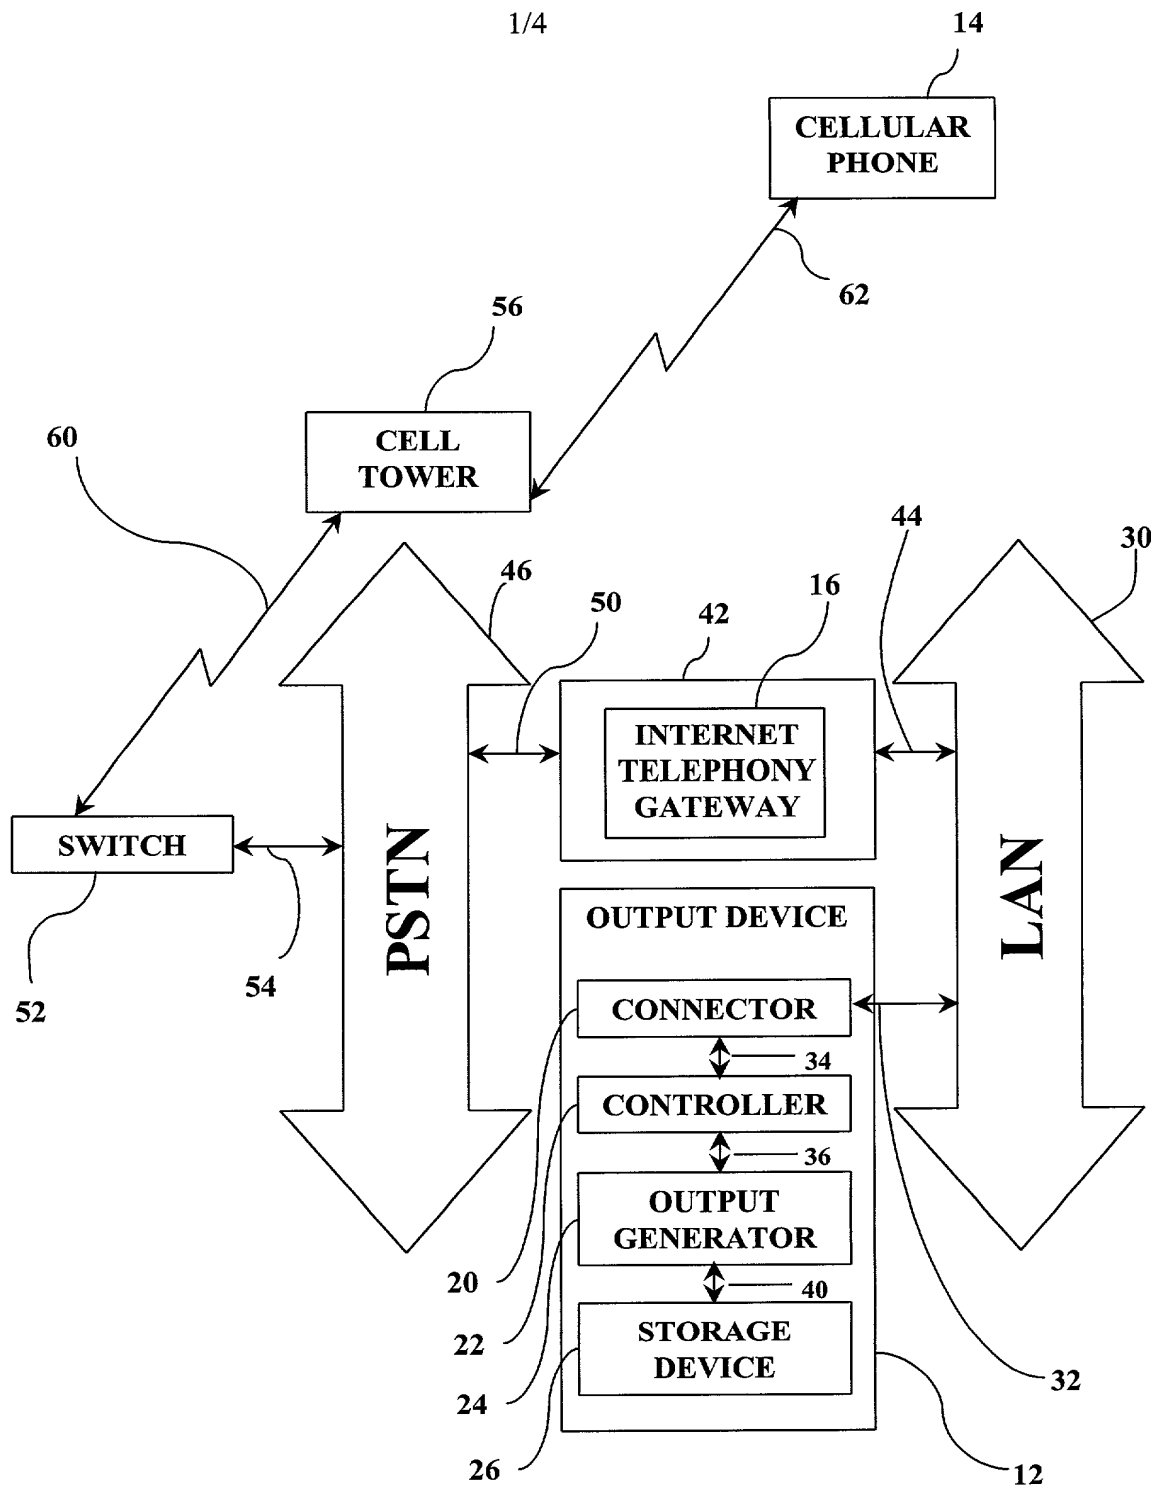 1/4
14
CELLULAR
PHONE
62
56
CELL
TOWER
60
44
30
46
16
50
42
INTERNET
TELEPHONY
GATEWAY
SWITCH
PSTN
LAN
OUTPUT DEVICE
54
52
CONNECTOR
34
CONTROLLER
36
OUTPUT
GENERATOR
20
40
22
STORAGE
DEVICE
24
32
26
12